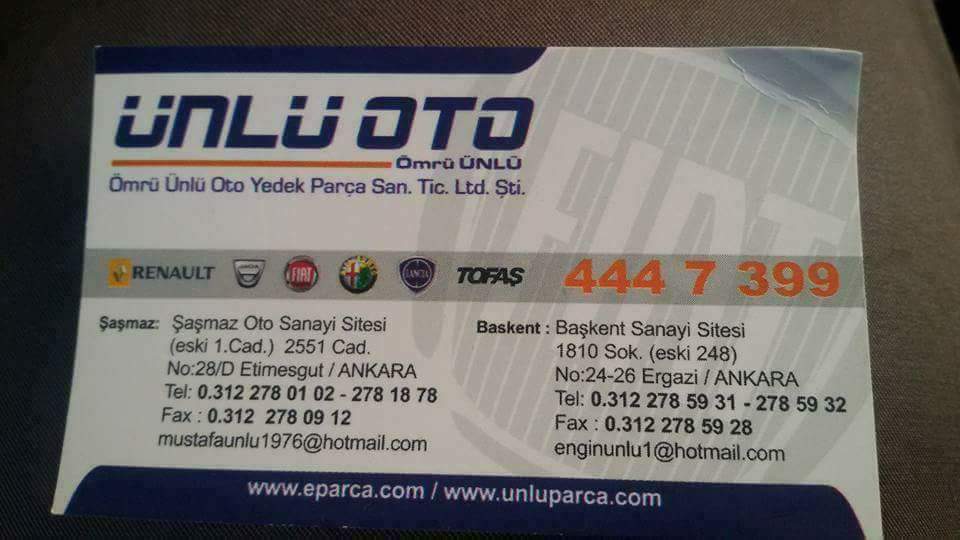 ÜNLÜ OTO
Ömrü ÜNLÜ
Ömrü Ünlü Oto Yedek Parça San. Tic. Ltd. Şti.
FIAT
RENAULT DACIA FIAT LANCIA TOFAŞ 444 7 399
Şaşmaz: Şaşmaz Oto Sanayi Sitesi
(eski 1.Cad.) 2551 Cad.
No:28/D Etimesgut / ANKARA
Tel: 0.312 278 01 02 - 278 18 78
Fax : 0.312 278 09 12
mustafaunlu1976@hotmail.com
Baskent : Başkent Sanayi Sitesi
1810 Sok. (eski 248)
No:24-26 Ergazi / ANKARA
Tel: 0.312 278 59 31 - 278 59 32
Fax : 0.312 278 59 28
enginunlu1@hotmail.com
www.eparca.com / www.unluparca.com